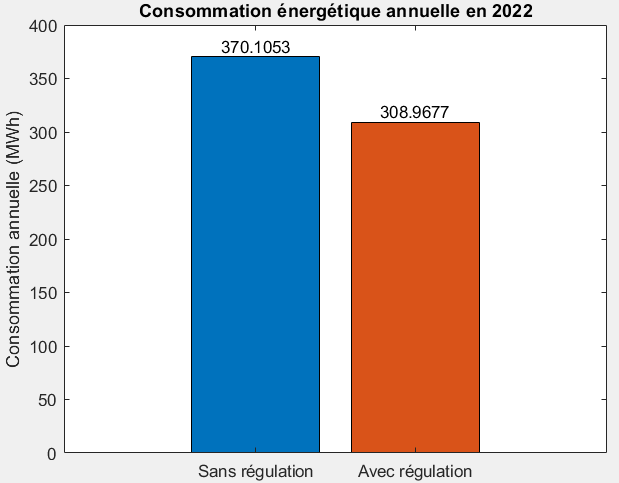 Consommation énergétique annuelle en 2022
Consommation annuelle (MWh)
400
350
300
250
200
150
100
50
0
370.1053
308.9677
Sans régulation
Avec régulation